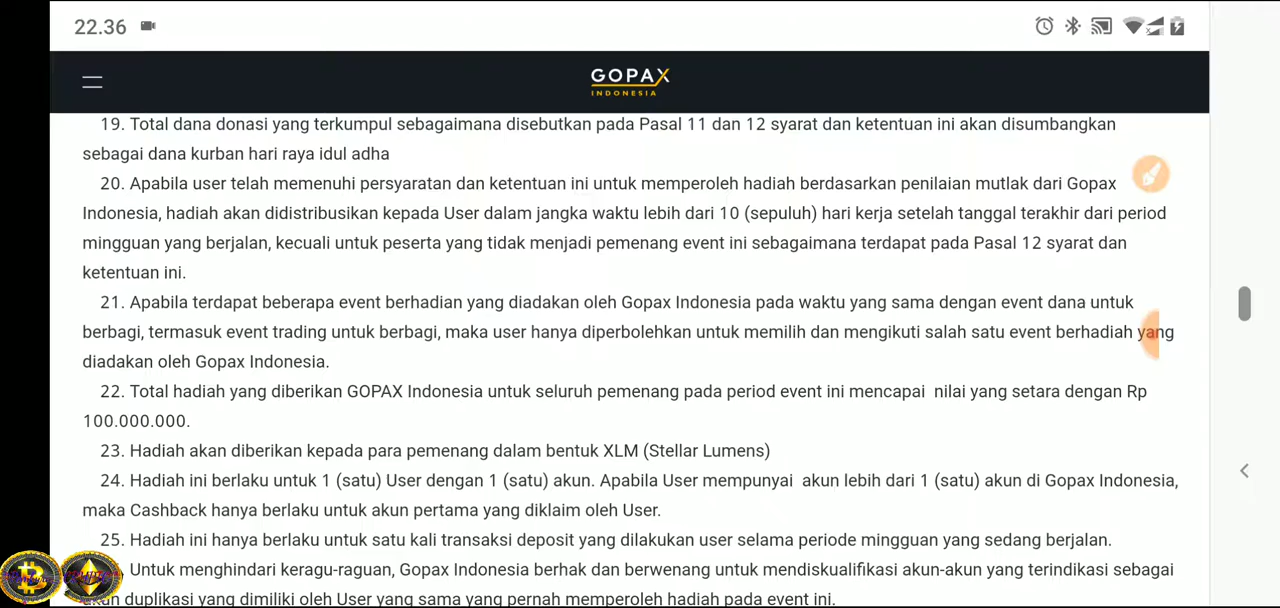 22.36
GOPAX
INDONESIA
19. Total dana donasi yang terkumpul sebagaimana disebutkan pada Pasal 11 dan 12 syarat dan ketentuan ini akan disumbangkan
sebagai dana kurban hari raya idul adha
20. Apabila user telah memenuhi persyaratan dan ketentuan ini untuk memperoleh hadiah berdasarkan penilaian mutlak dari Gopax
Indonesia, hadiah akan didistribusikan kepada User dalam jangka waktu lebih dari 10 (sepuluh) hari kerja setelah tanggal terakhir dari period
mingguan yang berjalan, kecuali untuk peserta yang tidak menjadi pemenang event ini sebagaimana terdapat pada Pasal 12 syarat dan
ketentuan ini.
21. Apabila terdapat beberapa event berhadian yang diadakan oleh Gopax Indonesia pada waktu yang sama dengan event dana untuk
berbagi, termasuk event trading untuk berbagi, maka user hanya diperbolehkan untuk memilih dan mengikuti salah satu event berhadiah yang
diadakan oleh Gopax Indonesia.
22. Total hadiah yang diberikan GOPAX Indonesia untuk seluruh pemenang pada period event ini mencapai  nilai yang setara dengan Rp
100.000.000.
23. Hadiah akan diberikan kepada para pemenang dalam bentuk XLM (Stellar Lumens)
24. Hadiah ini berlaku untuk 1 (satu) User dengan 1 (satu) akun. Apabila User mempunyai  akun lebih dari 1 (satu) akun di Gopax Indonesia,
maka Cashback hanya berlaku untuk akun pertama yang diklaim oleh User.
25. Hadiah ini hanya berlaku untuk satu kali transaksi deposit yang dilakukan user selama periode mingguan yang sedang berjalan.
Untuk menghindari keragu-raguan, Gopax Indonesia berhak dan berwenang untuk mendiskualifikasi akun-akun yang terindikasi sebagai
akun duplikasi yang dimiliki oleh User yang sama yang pernah memperoleh hadiah pada event ini.